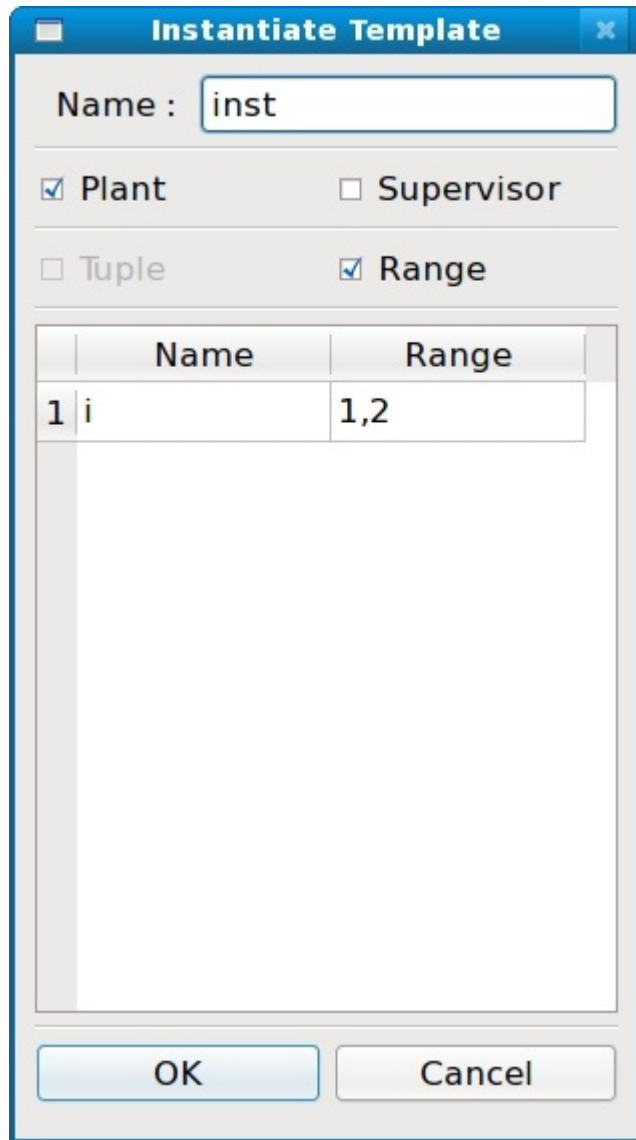 Instantiate Template
Name : inst
Plant Supervisor
Tuple Range
Name Range
1 i 1,2
OK Cancel